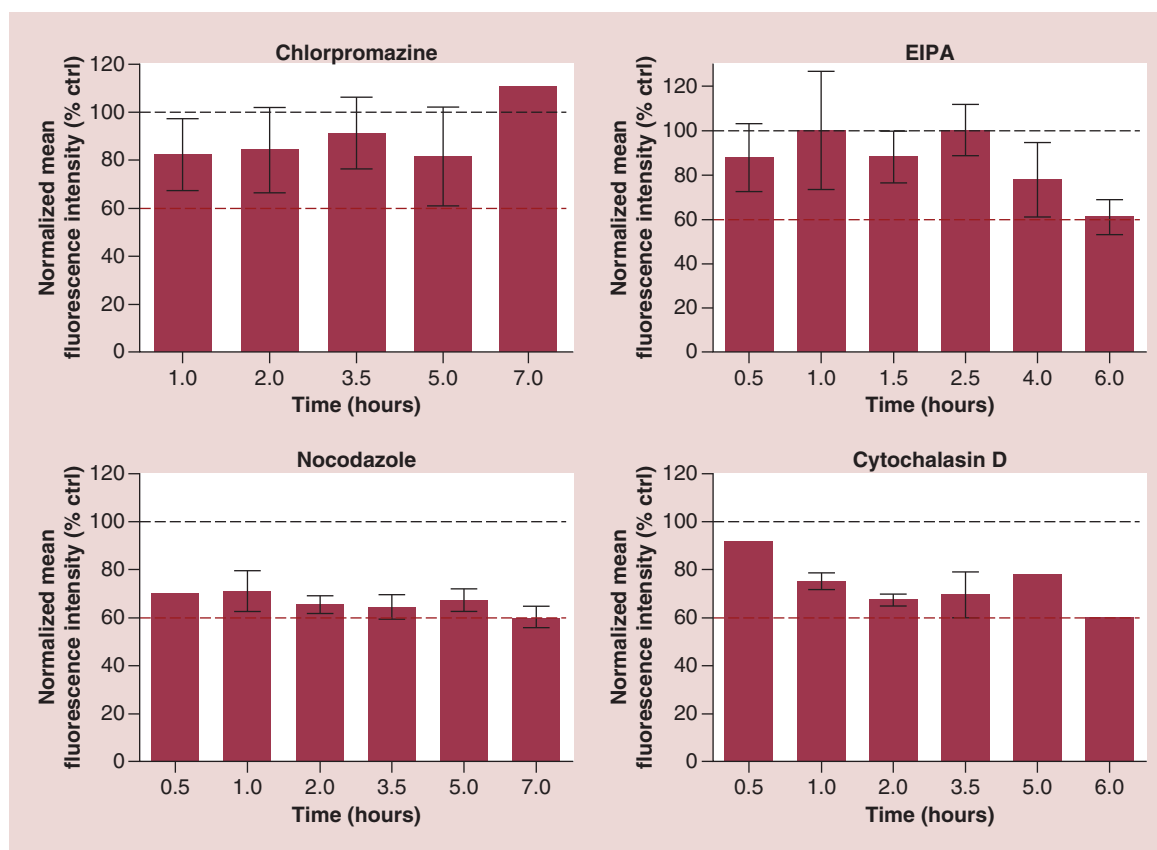 Chlorpromazine
Normalized mean
fluorescence intensity (% ctrl)
120
100
80
60
40
20
0
1.0 2.0 3.5 5.0 7.0
Time (hours)
EIPA
Normalized mean
fluorescence intensity (% ctrl)
120
100
80
60
40
20
0
0.5 1.0 1.5 2.5 4.0 6.0
Time (hours)
Nocodazole
Normalized mean
fluorescence intensity (% ctrl)
120
100
80
60
40
20
0
0.5 1.0 2.0 3.5 5.0 7.0
Time (hours)
Cytochalasin D
Normalized mean
fluorescence intensity (% ctrl)
120
100
80
60
40
20
0
0.5 1.0 2.0 3.5 5.0 6.0
Time (hours)